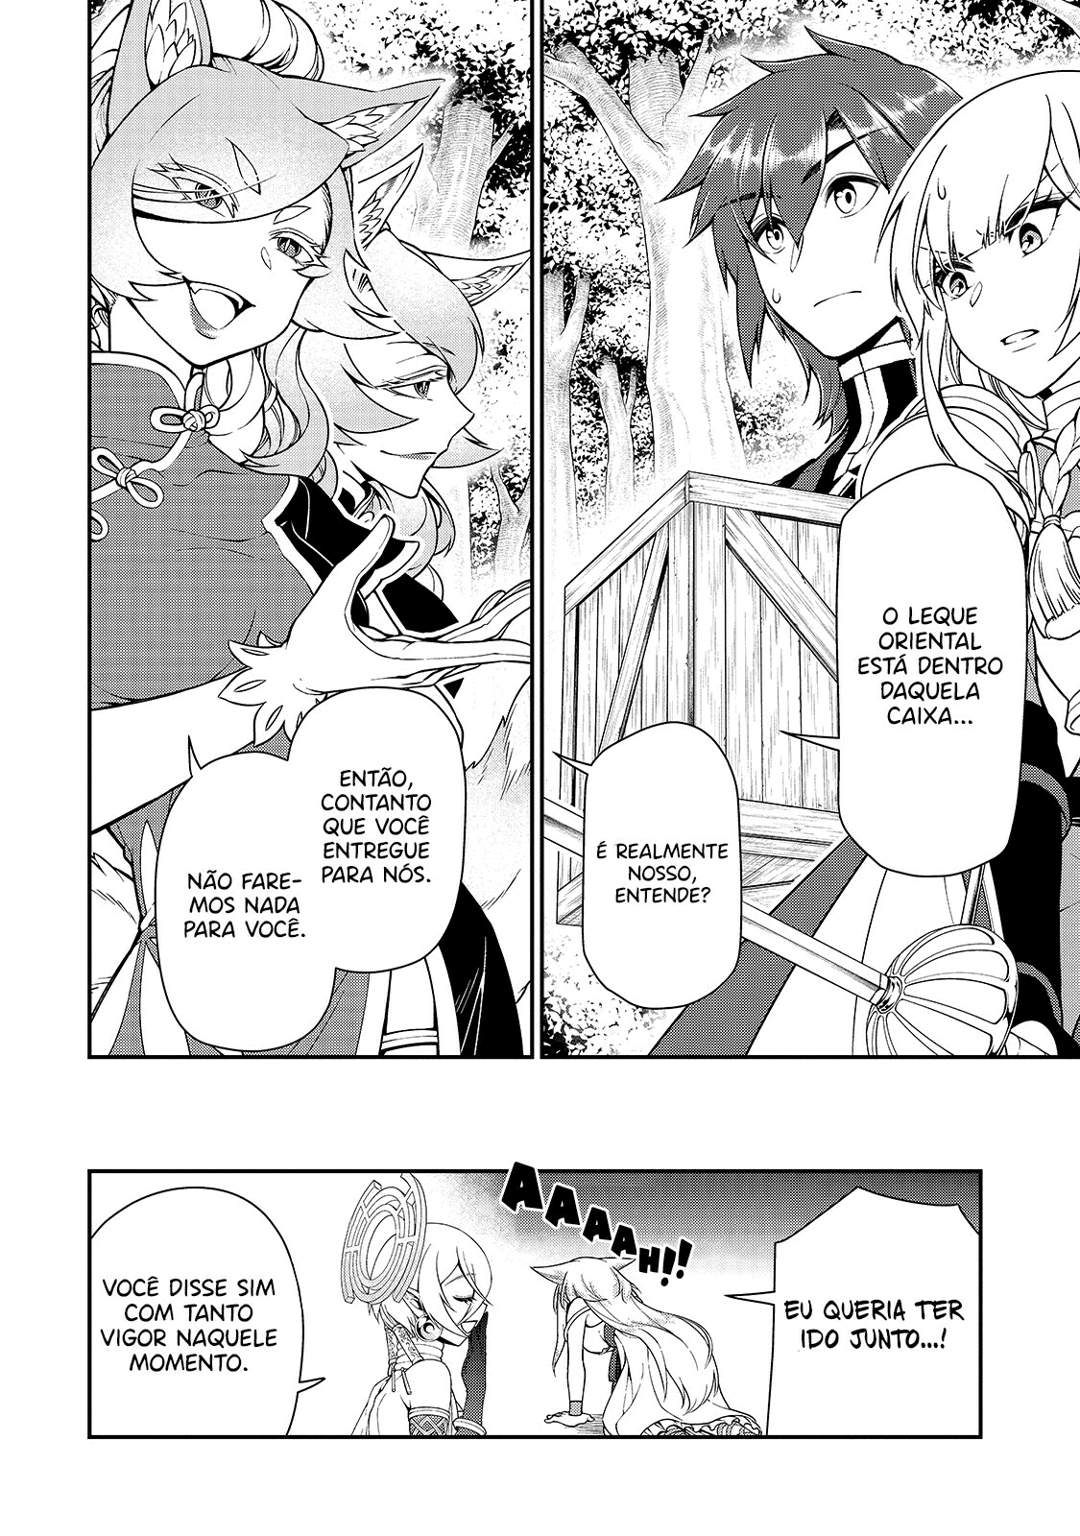 O LEQUE
ORIENTAL
ESTÁ DENTRO
DAQUELA
CAIXA...
É REALMENTE
NOSSO,
ENTENDE?
ENTÃO,
CONTANTO
QUE VOCÊ
ENTREGUE
PARA NÓS.
NÃO FARE-
MOS NADA
PARA VOCÊ.
EU QUERIA TER
IDO JUNTO...!
AAAAAH!!
VOCÊ DISSE SIM
COM TANTO
VIGOR NAQUELE
MOMENTO.